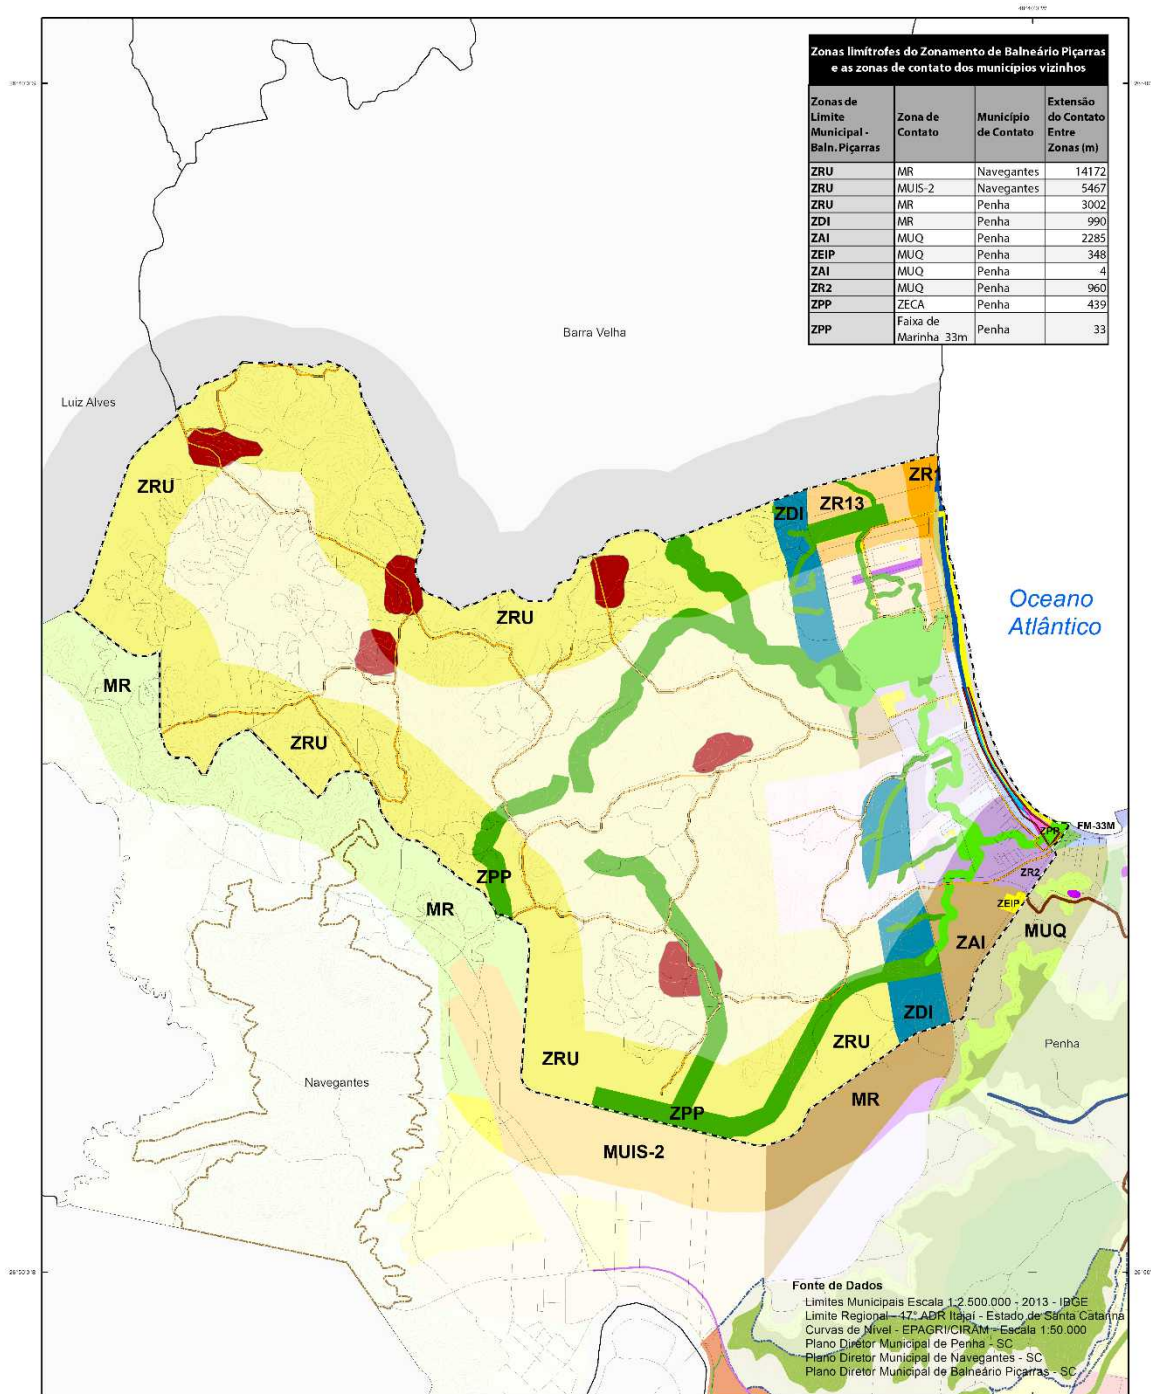 Zonas limítrofes do Zonamento de Balneário Piçarras
e as zonas de contato dos municípios vizinhos
Zonas de Limite Municipal - Baln. Piçarras | Zona de Contato | Município de Contato | Extensão do Contato Entre Zonas (m)
ZRU MR Navegantes 14172
ZRU MUIS-2 Navegantes 5467
ZRU MR Penha 3002
ZDI MR Penha 990
ZAI MUQ Penha 2285
ZEIP MUQ Penha 348
ZAI MUQ Penha 4
ZR2 MUQ Penha 960
ZPP ZECA Penha 439
ZPP Faixa de Marinha 33m Penha 33
Barra Velha
Luiz Alves
ZRU
ZR1
ZDI
ZR13
ZRU
Oceano
Atlântico
MR
ZRU
FM-33M
ZPP
ZR2
ZPP
ZEIP
MR
MUQ
ZAI
ZDI
ZRU
ZRU
Penha
Navegantes
MR
ZPP
MUIS-2
Fonte de Dados
Limites Municipais Escala 1:2.500.000 - 2013 - IBGE
Limite Regional - 17ª ADR Itajaí - Estado de Santa Catarina
Curvas de Nível - EPAGRI/CIRAM - Escala 1:50.000
Plano Diretor Municipal de Penha - SC
Plano Diretor Municipal de Navegantes - SC
Plano Diretor Municipal de Balneário Piçarras - SC